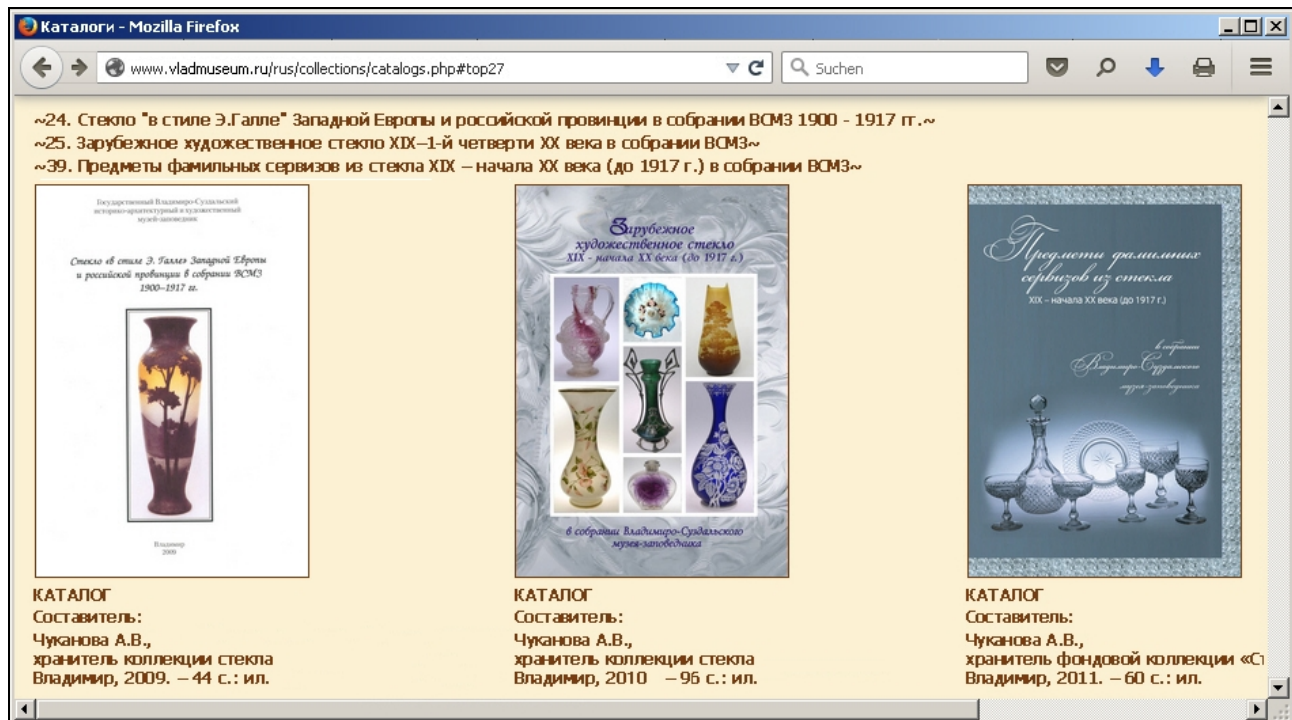 Каталоги - Mozilla Firefox
www.vladmuseum.ru/rus/collections/catalogs.php#top27
Suchen
~24. Стекло "в стиле Э.Галле" Западной Европы и российской провинции в собрании ВСМЗ 1900 - 1917 гг.~
~25. Зарубежное художественное стекло XIX–1-й четверти XX века в собрании ВСМЗ~
~39. Предметы фамильных сервизов из стекла XIX – начала XX века (до 1917 г.) в собрании ВСМЗ~
Государственный Владимиро-Суздальский
историко-архитектурный и художественный
музей-заповедник
Стекло «в стиле Э. Галле» Западной Европы
и российской провинции в собрании ВСМЗ
1900–1917 гг.
Владимир
2009
Зарубежное
художественное стекло
XIX - начала XX века (до 1917 г.)
в собрании Владимиро-Суздальского
музея-заповедника
Предметы фамильных
сервизов из стекла
XIX – начала XX века (до 1917 г.)
в собрании
Владимиро-Суздальского
музея-заповедника
КАТАЛОГ
Составитель:
Чуканова А.В.,
хранитель коллекции стекла
Владимир, 2009. – 44 с.: ил.
КАТАЛОГ
Составитель:
Чуканова А.В.,
хранитель коллекции стекла
Владимир, 2010 – 96 с.: ил.
КАТАЛОГ
Составитель:
Чуканова А.В.,
хранитель фондовой коллекции «Ст
Владимир, 2011. – 60 с.: ил.